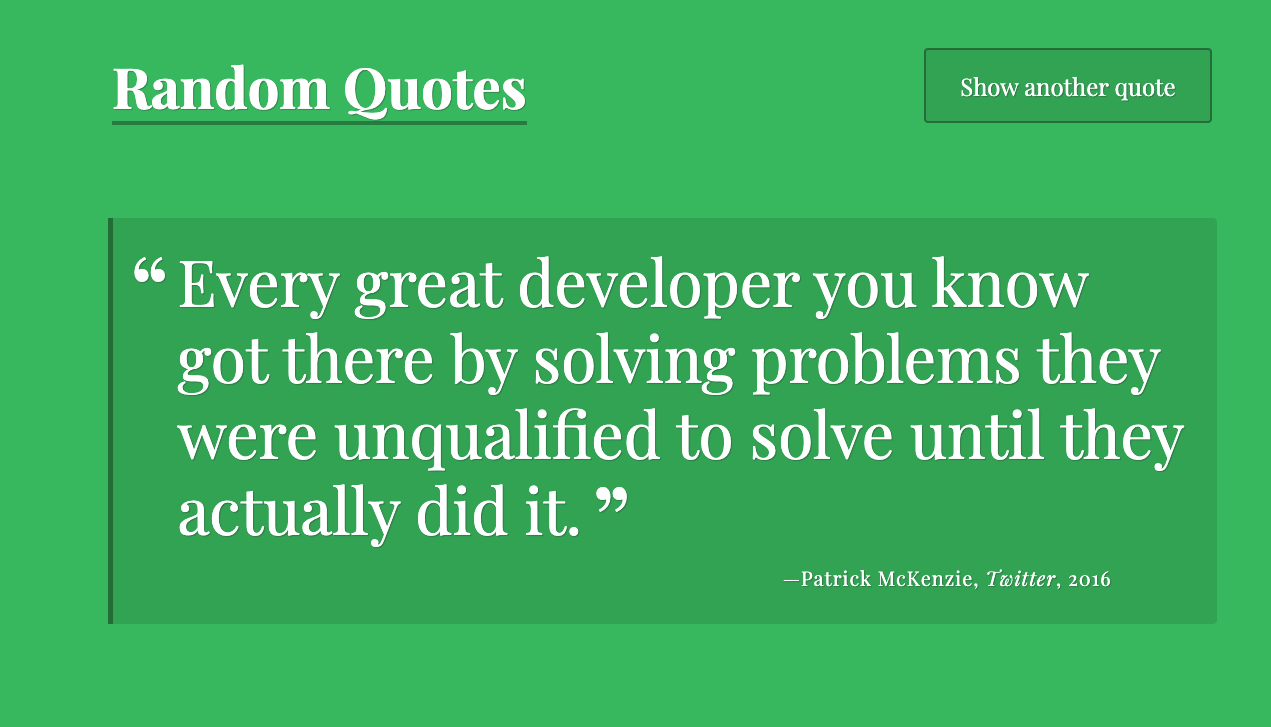 Random Quotes
Show another quote
“ Every great developer you know
got there by solving problems they
were unqualified to solve until they
actually did it. ”
—Patrick McKenzie, Twitter, 2016